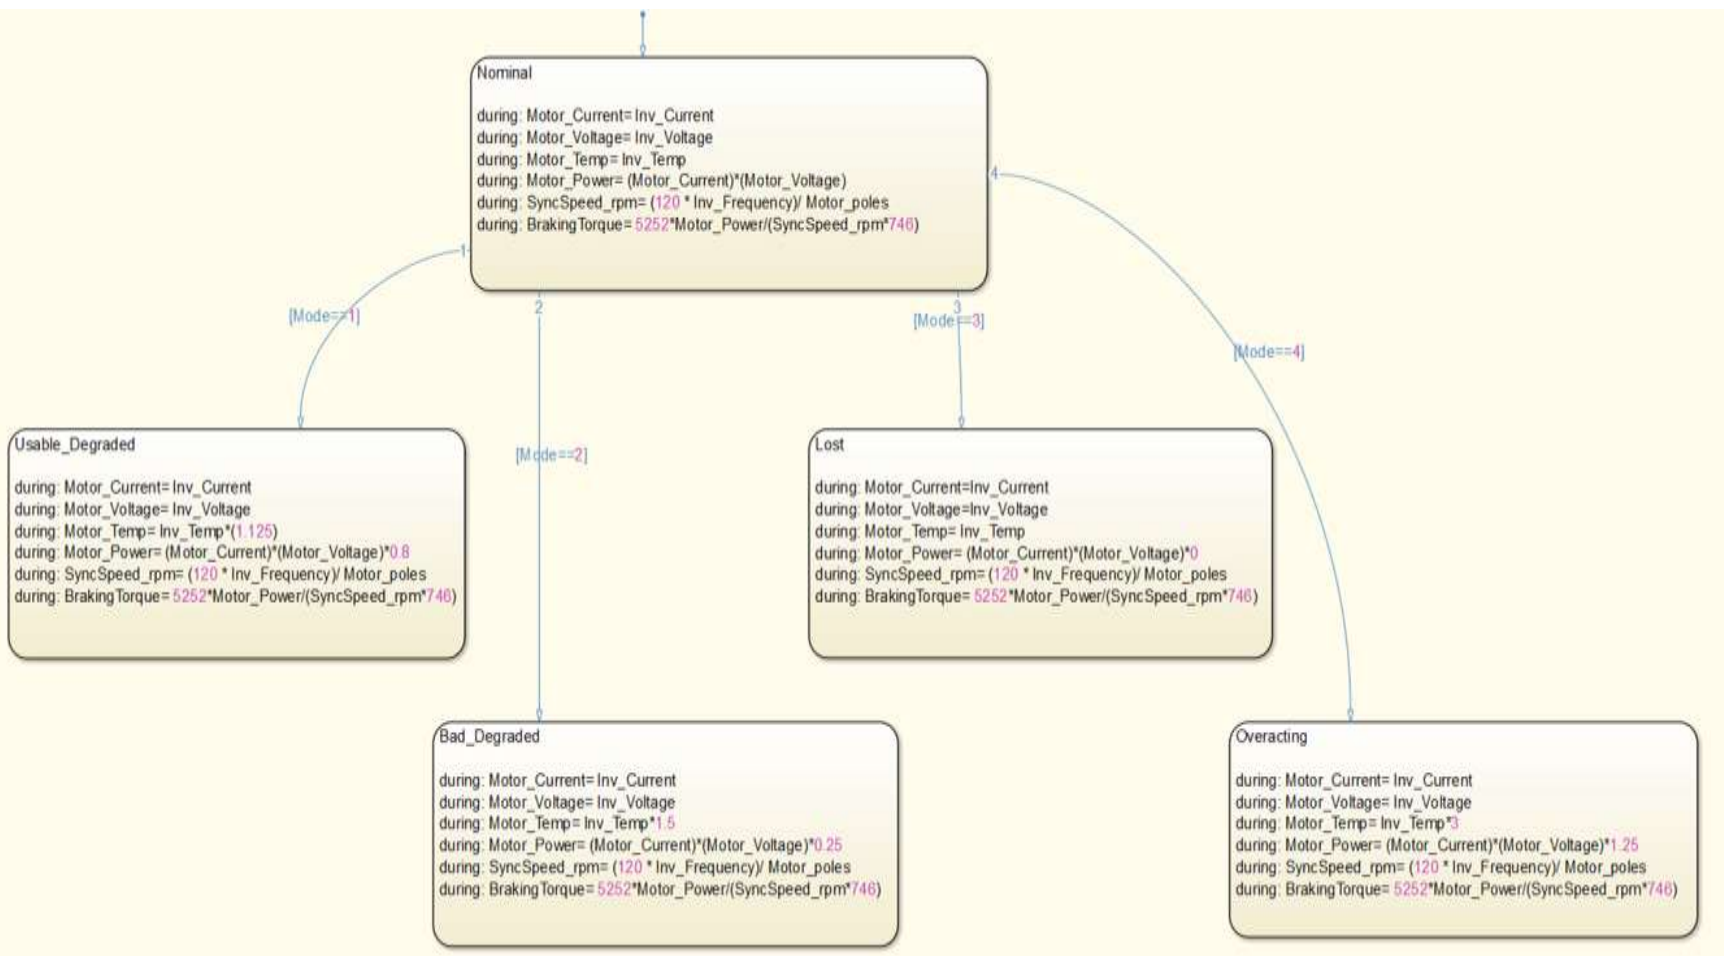 Nominal
during: Motor_Current= Inv_Current
during: Motor_Voltage= Inv_Voltage
during: Motor_Temp= Inv_Temp
during: Motor_Power= (Motor_Current)*(Motor_Voltage)
during: SyncSpeed_rpm= (120 * Inv_Frequency)/ Motor_poles
during: BrakingTorque= 5252*Motor_Power/(SyncSpeed_rpm*746)
4
1
2
3
[Mode==1]
[Mode==3]
[Mode==4]
[Mode==2]
Usable_Degraded
during: Motor_Current= Inv_Current
during: Motor_Voltage= Inv_Voltage
during: Motor_Temp= Inv_Temp*(1.125)
during: Motor_Power= (Motor_Current)*(Motor_Voltage)*0.8
during: SyncSpeed_rpm= (120 * Inv_Frequency)/ Motor_poles
during: BrakingTorque= 5252*Motor_Power/(SyncSpeed_rpm*746)
Lost
during: Motor_Current=Inv_Current
during: Motor_Voltage=Inv_Voltage
during: Motor_Temp= Inv_Temp
during: Motor_Power= (Motor_Current)*(Motor_Voltage)*0
during: SyncSpeed_rpm= (120 * Inv_Frequency)/ Motor_poles
during: BrakingTorque= 5252*Motor_Power/(SyncSpeed_rpm*746)
Bad_Degraded
during: Motor_Current= Inv_Current
during: Motor_Voltage= Inv_Voltage
during: Motor_Temp= Inv_Temp*1.5
during: Motor_Power= (Motor_Current)*(Motor_Voltage)*0.25
during: SyncSpeed_rpm= (120 * Inv_Frequency)/ Motor_poles
during: BrakingTorque= 5252*Motor_Power/(SyncSpeed_rpm*746)
Overacting
during: Motor_Current= Inv_Current
during: Motor_Voltage= Inv_Voltage
during: Motor_Temp= Inv_Temp*3
during: Motor_Power= (Motor_Current)*(Motor_Voltage)*1.25
during: SyncSpeed_rpm= (120 * Inv_Frequency)/ Motor_poles
during: BrakingTorque= 5252*Motor_Power/(SyncSpeed_rpm*746)